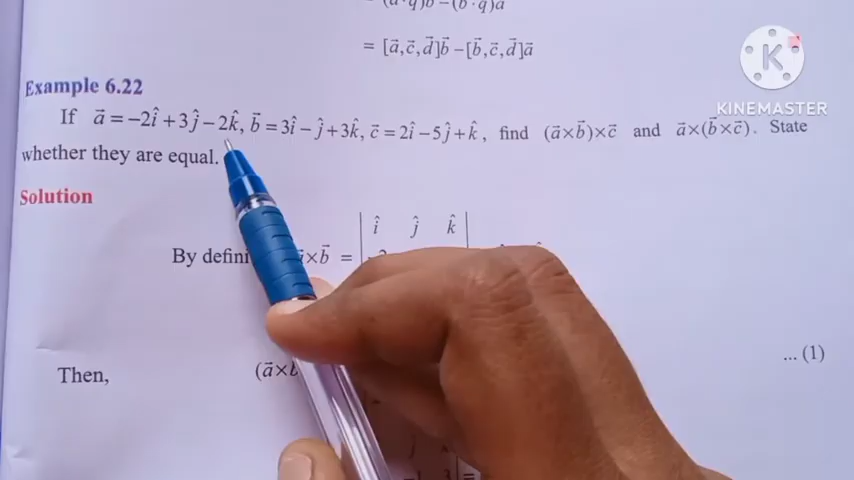 = (a⃗·q⃗)b⃗ −(b⃗·q⃗)a⃗
= [a⃗,c⃗,d⃗]b⃗ −[b⃗,c⃗,d⃗]a⃗
K
KINEMASTER
Example 6.22
If a⃗ = −2î +3ĵ −2k̂, b⃗ = 3î − ĵ +3k̂, c⃗ = 2î −5ĵ + k̂, find (a⃗×b⃗)×c⃗ and a⃗×(b⃗×c⃗). State
whether they are equal.
Solution
î ĵ k̂
By ×b⃗ =
... (1)
Then, (a⃗×